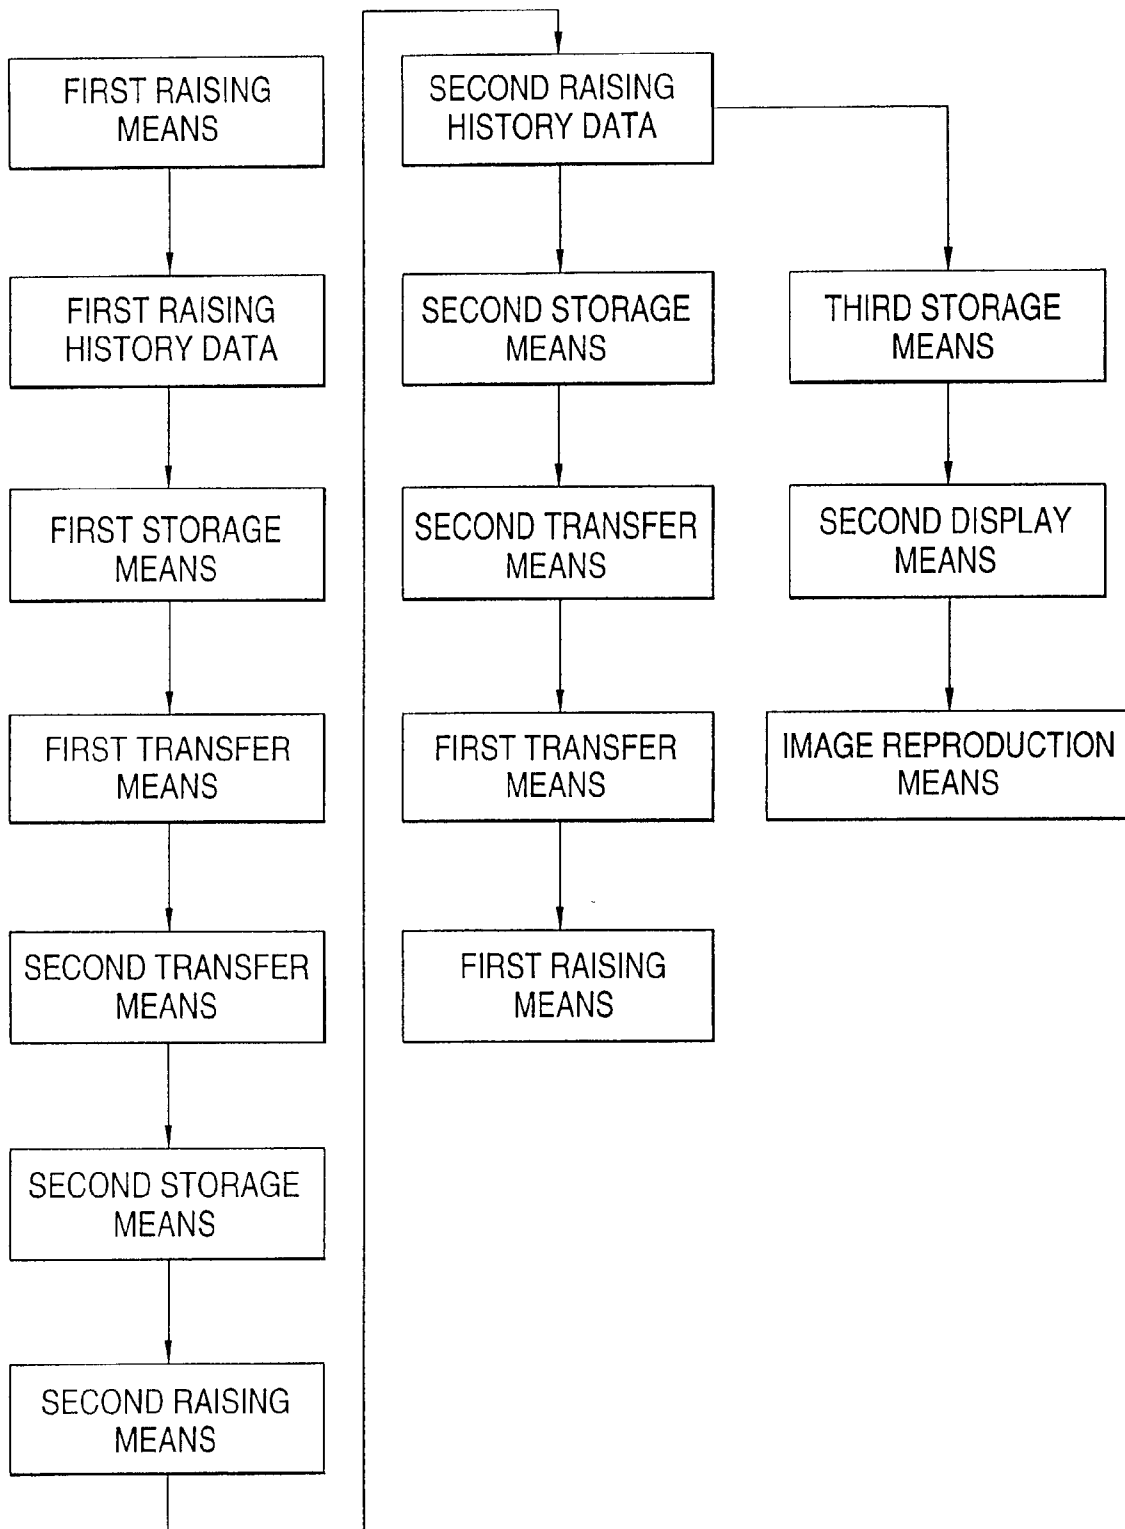 FIRST RAISING
MEANS
FIRST RAISING
HISTORY DATA
FIRST STORAGE
MEANS
FIRST TRANSFER
MEANS
SECOND TRANSFER
MEANS
SECOND STORAGE
MEANS
SECOND RAISING
MEANS
SECOND RAISING
HISTORY DATA
SECOND STORAGE
MEANS
SECOND TRANSFER
MEANS
FIRST TRANSFER
MEANS
FIRST RAISING
MEANS
THIRD STORAGE
MEANS
SECOND DISPLAY
MEANS
IMAGE REPRODUCTION
MEANS